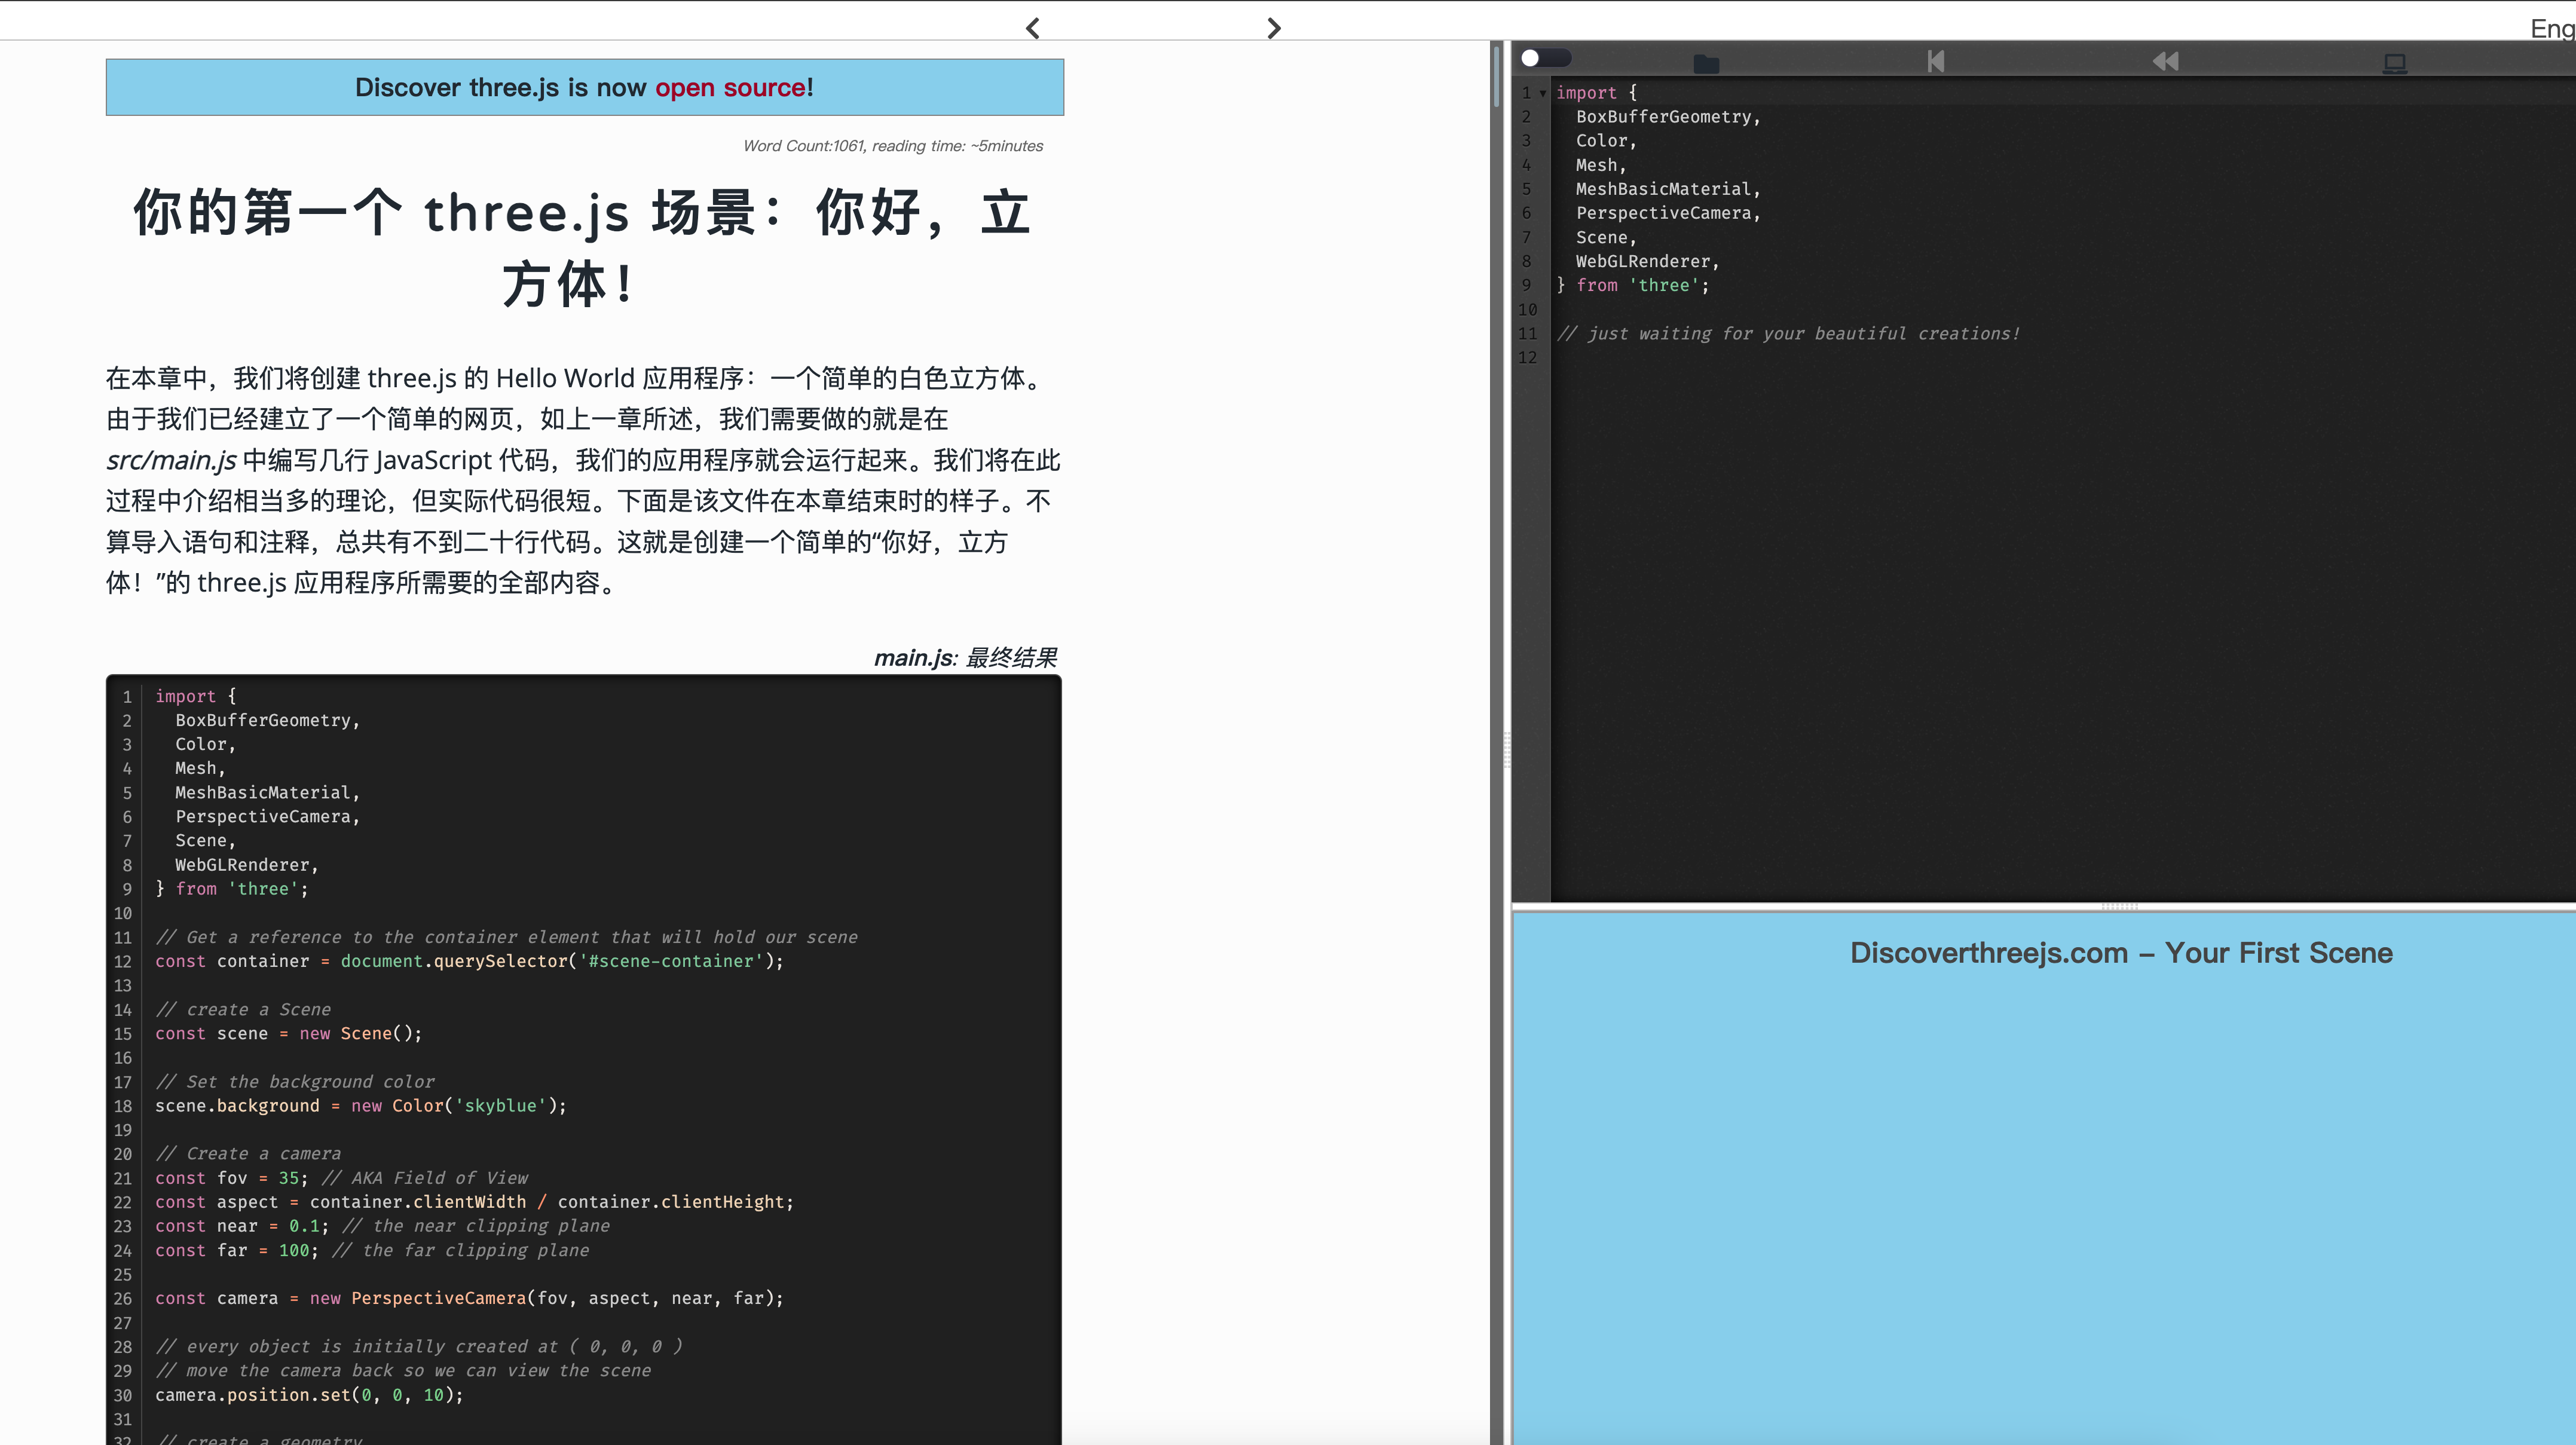 Eng
Discover three.js is now open source!
Word Count:1061, reading time: ~5minutes
你的第一个 three.js 场景：你好，立
方体！
在本章中，我们将创建 three.js 的 Hello World 应用程序：一个简单的白色立方体。
由于我们已经建立了一个简单的网页，如上一章所述，我们需要做的就是在
src/main.js 中编写几行 JavaScript 代码，我们的应用程序就会运行起来。我们将在此
过程中介绍相当多的理论，但实际代码很短。下面是该文件在本章结束时的样子。不
算导入语句和注释，总共有不到二十行代码。这就是创建一个简单的“你好，立方
体！”的 three.js 应用程序所需要的全部内容。
main.js: 最终结果
1 import {
2 BoxBufferGeometry,
3 Color,
4 Mesh,
5 MeshBasicMaterial,
6 PerspectiveCamera,
7 Scene,
8 WebGLRenderer,
9 } from 'three';
10
11 // Get a reference to the container element that will hold our scene
12 const container = document.querySelector('#scene-container');
13
14 // create a Scene
15 const scene = new Scene();
16
17 // Set the background color
18 scene.background = new Color('skyblue');
19
20 // Create a camera
21 const fov = 35; // AKA Field of View
22 const aspect = container.clientWidth / container.clientHeight;
23 const near = 0.1; // the near clipping plane
24 const far = 100; // the far clipping plane
25
26 const camera = new PerspectiveCamera(fov, aspect, near, far);
27
28 // every object is initially created at ( 0, 0, 0 )
29 // move the camera back so we can view the scene
30 camera.position.set(0, 0, 10);
31
32 // create a geometry
1 import {
2 BoxBufferGeometry,
3 Color,
4 Mesh,
5 MeshBasicMaterial,
6 PerspectiveCamera,
7 Scene,
8 WebGLRenderer,
9 } from 'three';
10
11 // just waiting for your beautiful creations!
12
Discoverthreejs.com – Your First Scene